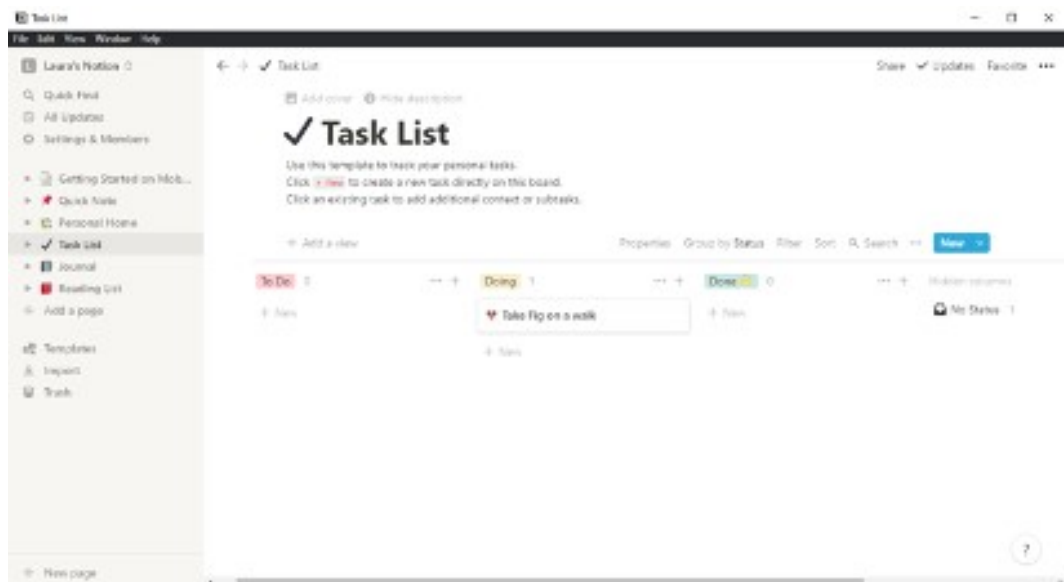 Task List
File Edit View Window Help
Laura's Notion
Quick Find
All Updates
Settings & Members
Getting Started on Mob...
Quick Note
Personal Home
Task List
Journal
Reading List
+ Add a page
Templates
Import
Trash
+ New page
Task List
Share Updates Favorite
Add cover Hide description
Task List
Use this template to track your personal tasks.
Click + New to create a new task directly on this board.
Click an existing task to add additional context or subtasks.
+ Add a view
Properties Group by Status Filter Sort Search ... New
To Do 0 ... +
Doing 1 ... +
Done 0 ... +
Hidden columns
+ New
Take Fig on a walk
+ New
+ New
No Status 1
?